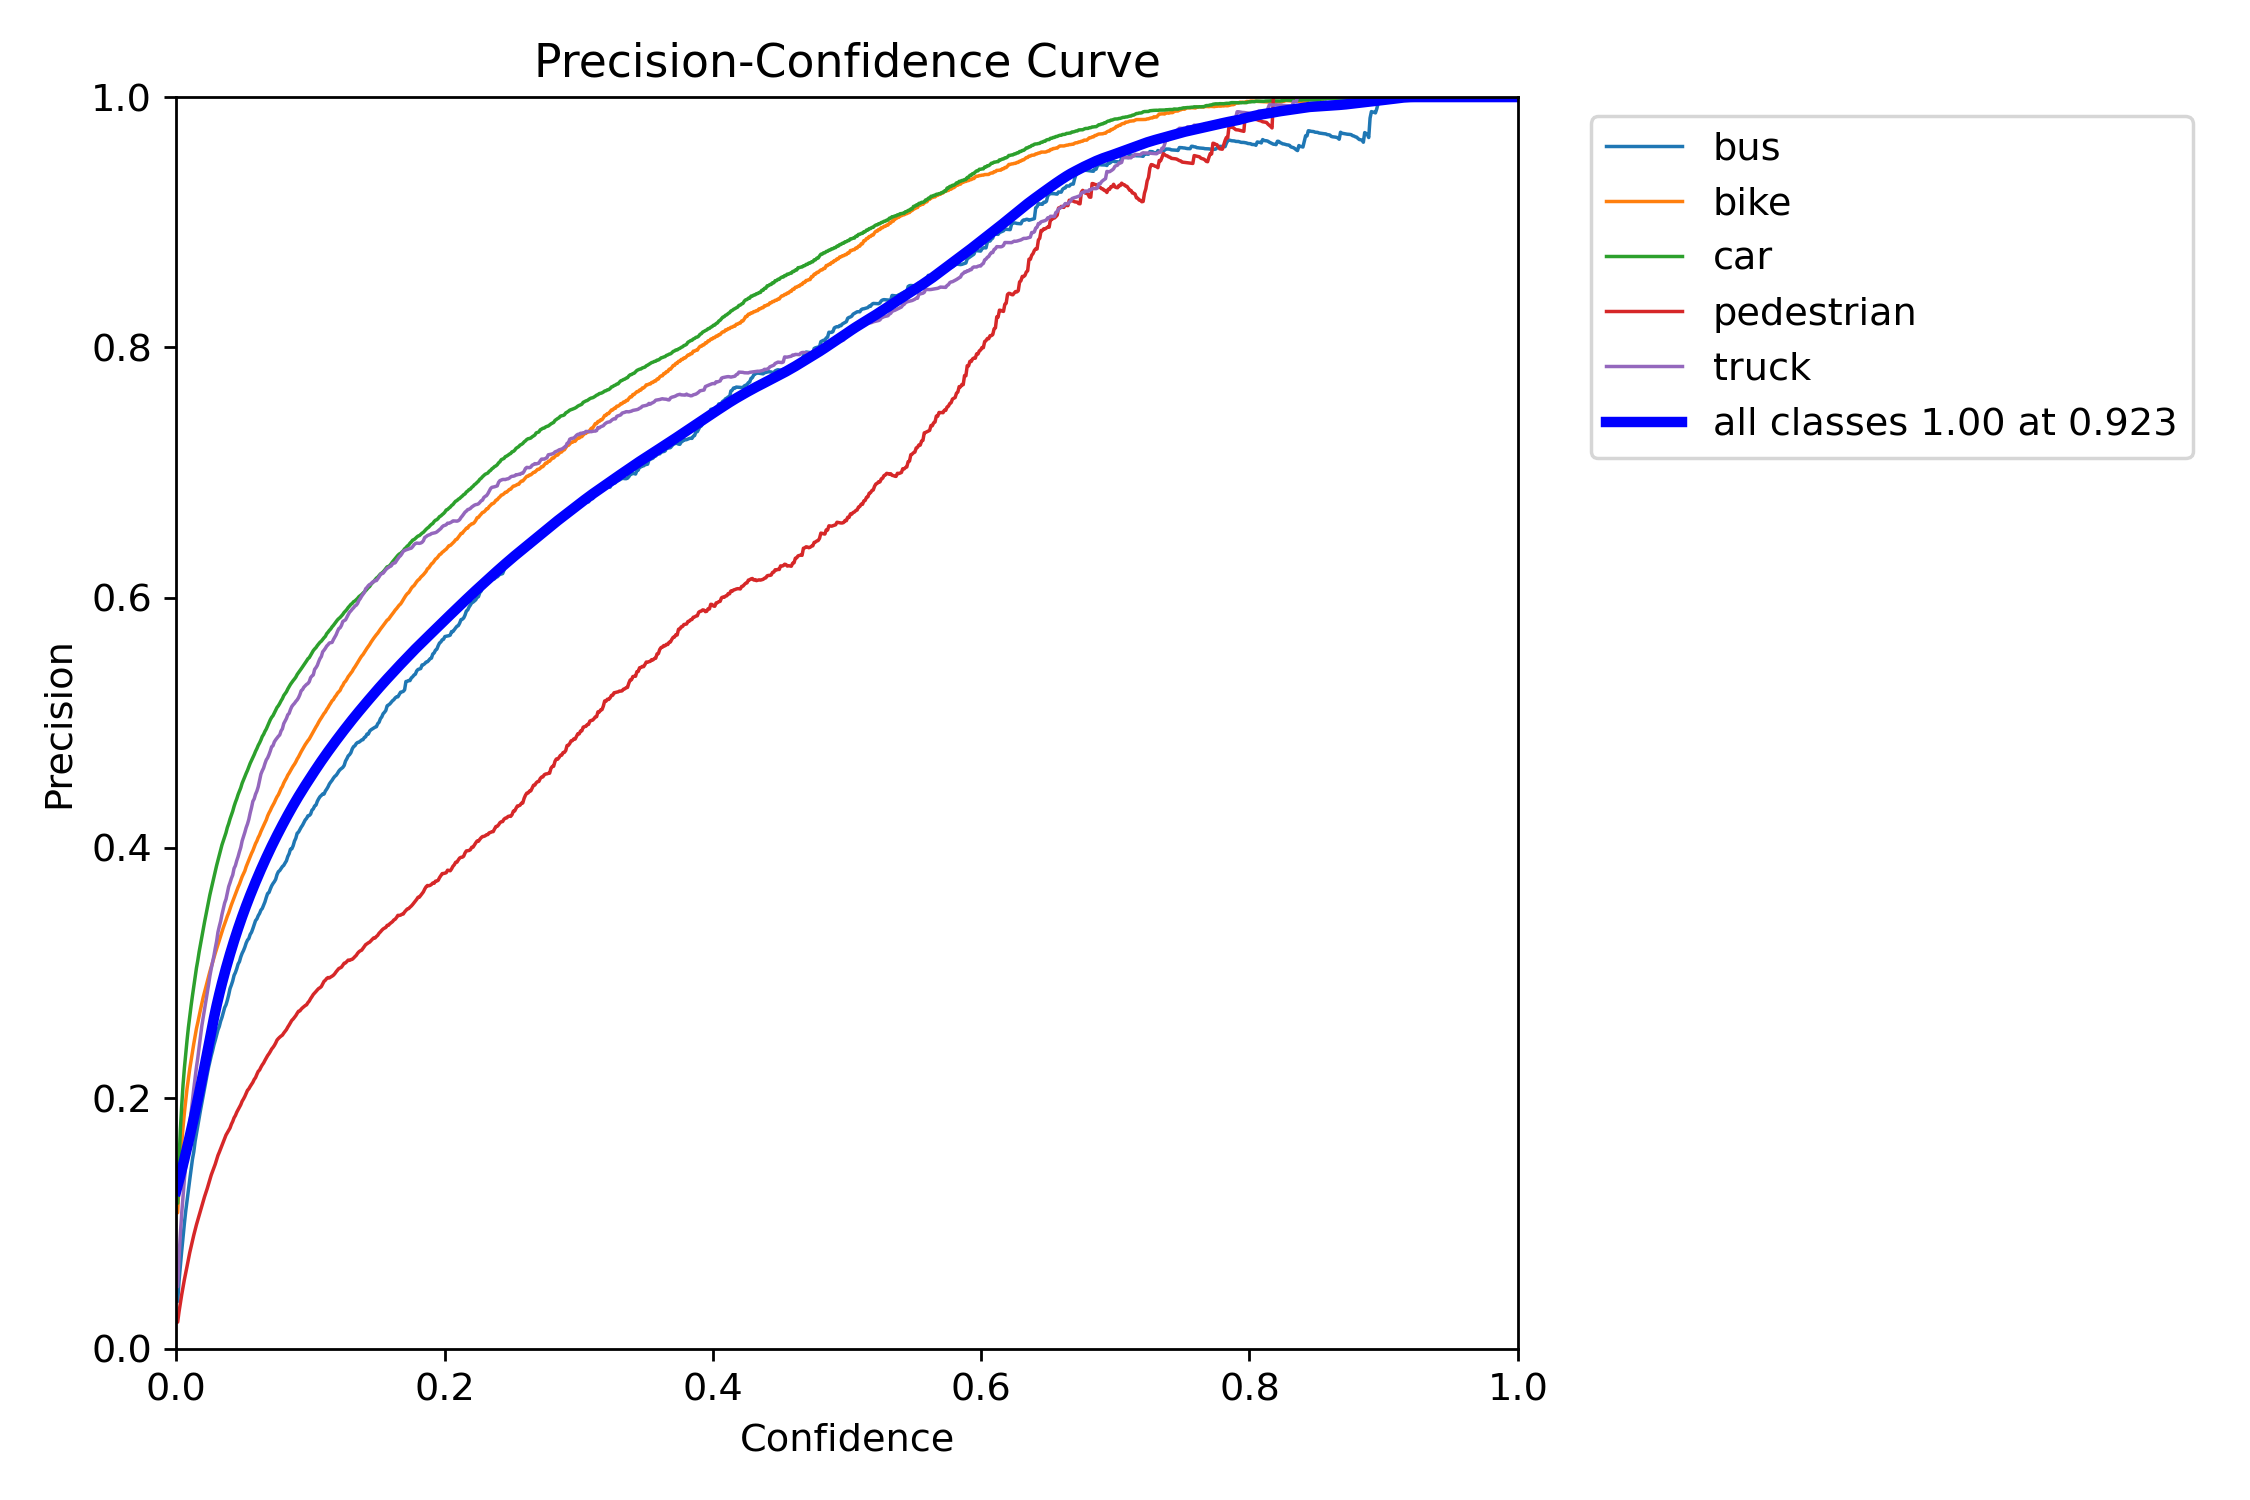 Precision-Confidence Curve
1.0
0.8
0.6
0.4
0.2
0.0
Precision
0.0 0.2 0.4 0.6 0.8 1.0
Confidence
bus
bike
car
pedestrian
truck
all classes 1.00 at 0.923